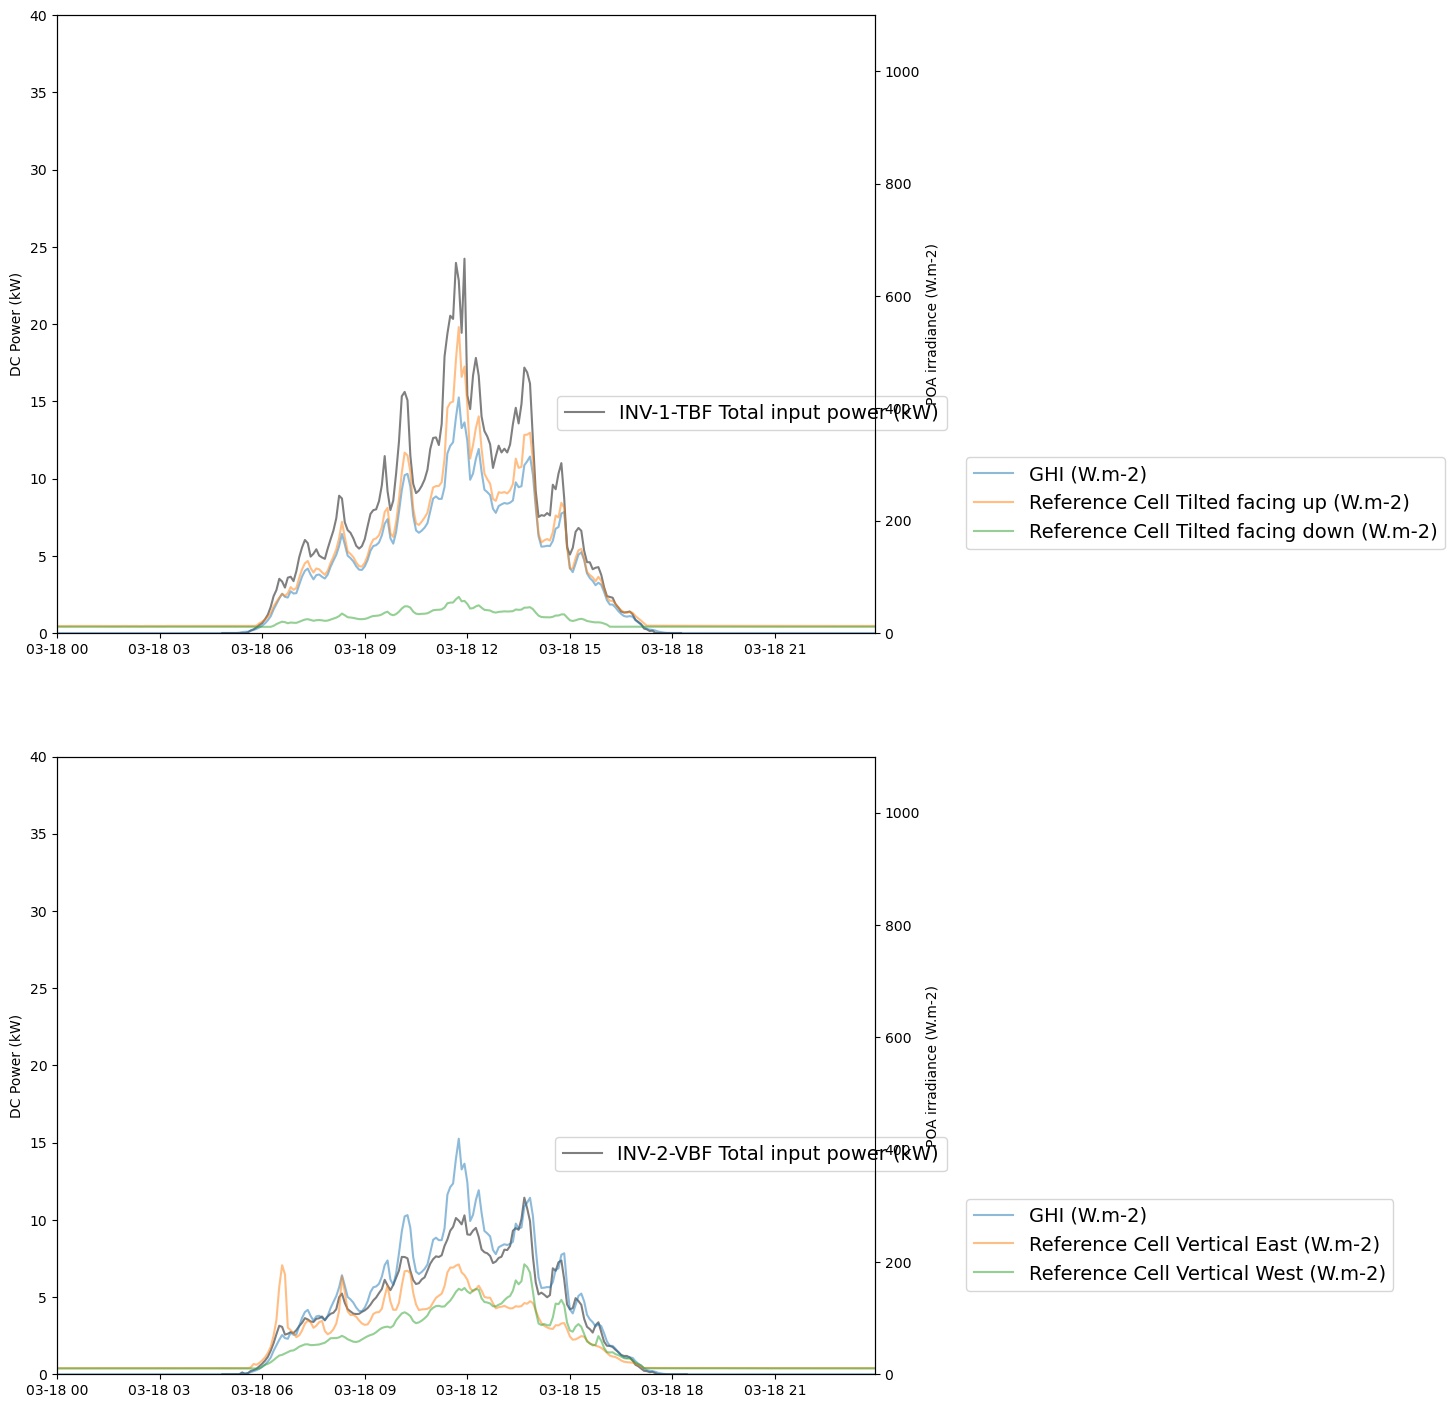 40
35
30
25
20
15
10
5
0
DC Power (kW)
1000
800
600
400
200
0
POA irradiance (W.m-2)
INV-1-TBF Total input power (kW)
GHI (W.m-2)
Reference Cell Tilted facing up (W.m-2)
Reference Cell Tilted facing down (W.m-2)
03-18 00 03-18 03 03-18 06 03-18 09 03-18 12 03-18 15 03-18 18 03-18 21
40
35
30
25
20
15
10
5
0
DC Power (kW)
1000
800
600
400
200
0
POA irradiance (W.m-2)
INV-2-VBF Total input power (kW)
GHI (W.m-2)
Reference Cell Vertical East (W.m-2)
Reference Cell Vertical West (W.m-2)
03-18 00 03-18 03 03-18 06 03-18 09 03-18 12 03-18 15 03-18 18 03-18 21